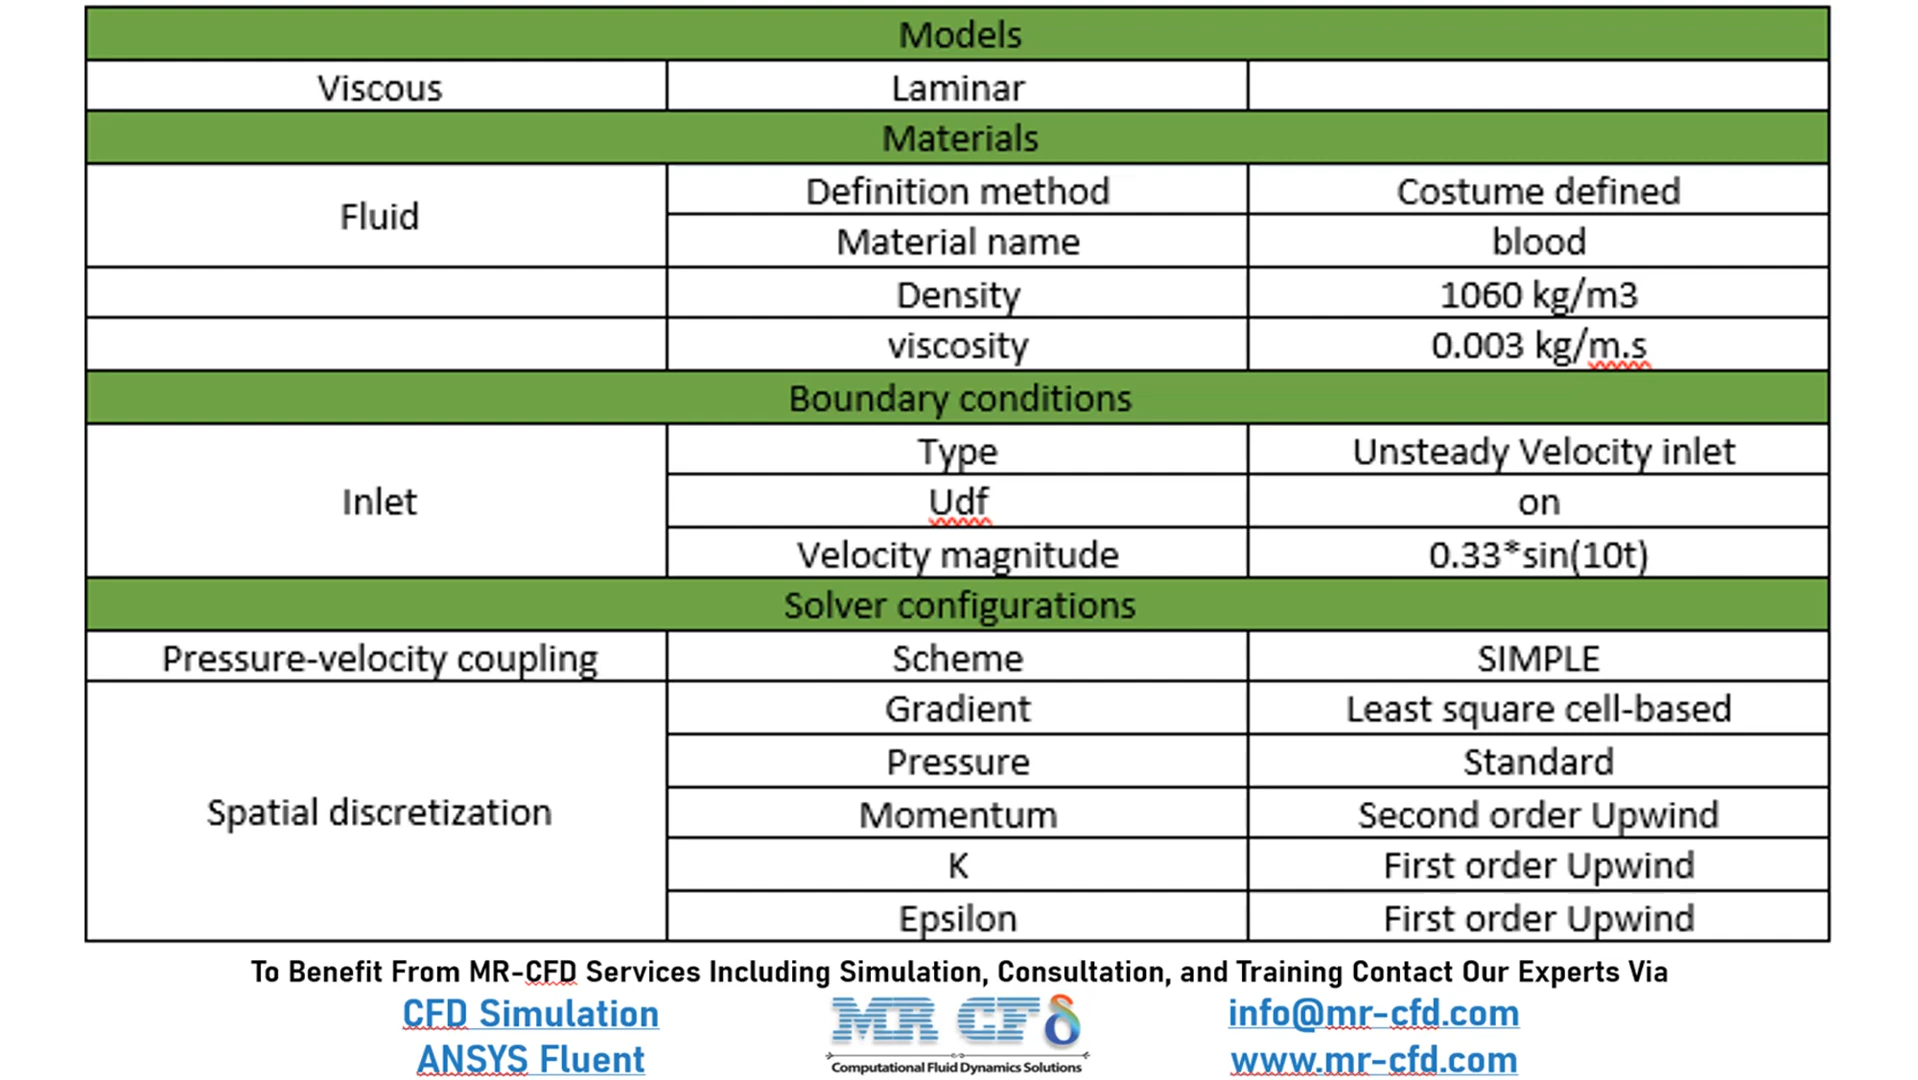 Models
Viscous Laminar
Materials
Fluid Definition method Costume defined
Material name blood
Density 1060 kg/m3
viscosity 0.003 kg/m.s
Boundary conditions
Inlet Type Unsteady Velocity inlet
Udf on
Velocity magnitude 0.33*sin(10t)
Solver configurations
Pressure-velocity coupling Scheme SIMPLE
Spatial discretization Gradient Least square cell-based
Pressure Standard
Momentum Second order Upwind
K First order Upwind
Epsilon First order Upwind
To Benefit From MR-CFD Services Including Simulation, Consultation, and Training Contact Our Experts Via
CFD Simulation MR CFδ info@mr-cfd.com
ANSYS Fluent Computational Fluid Dynamics Solutions www.mr-cfd.com